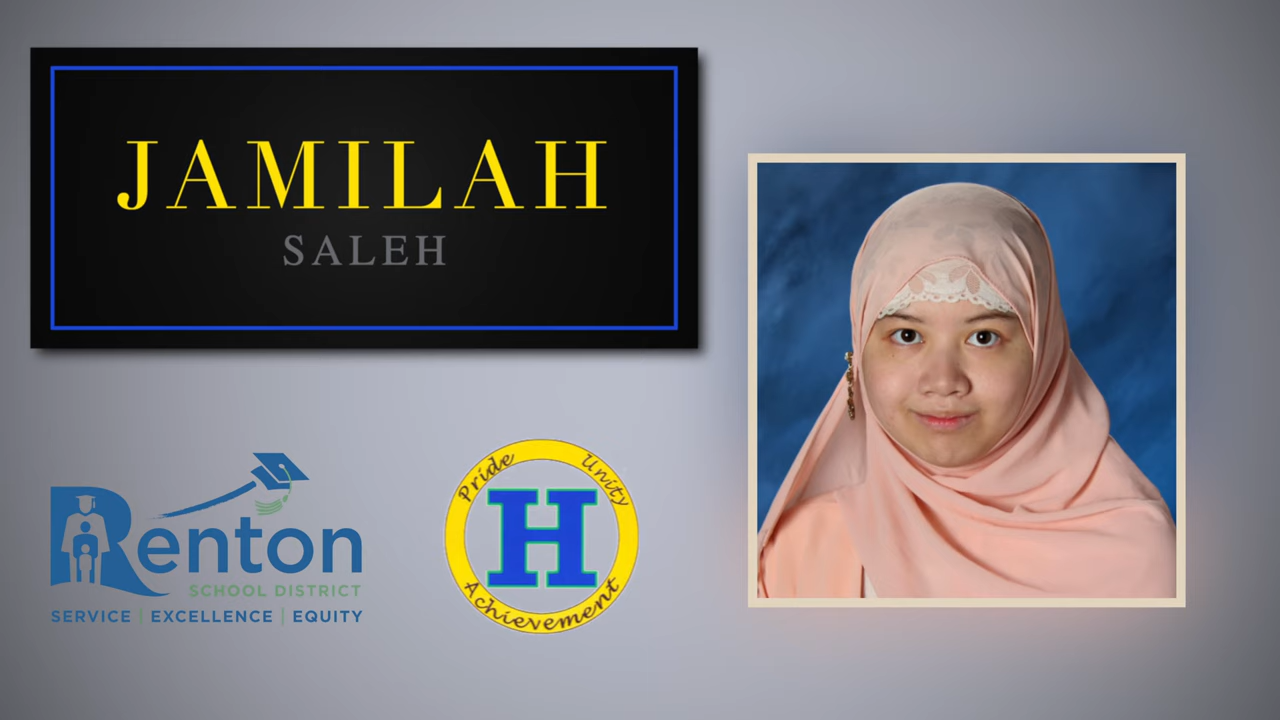 JAMILAH
SALEH
Renton
SCHOOL DISTRICT
SERVICE | EXCELLENCE | EQUITY
Pride
Unity
H
Achievement